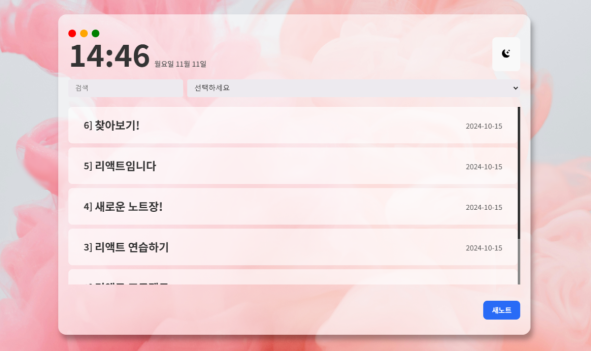 14:46 월요일 11월 11일
검색 선택하세요
6] 찾아보기! 2024-10-15
5] 리액트입니다 2024-10-15
4] 새로운 노트장! 2024-10-15
3] 리액트 연습하기 2024-10-15
새노트